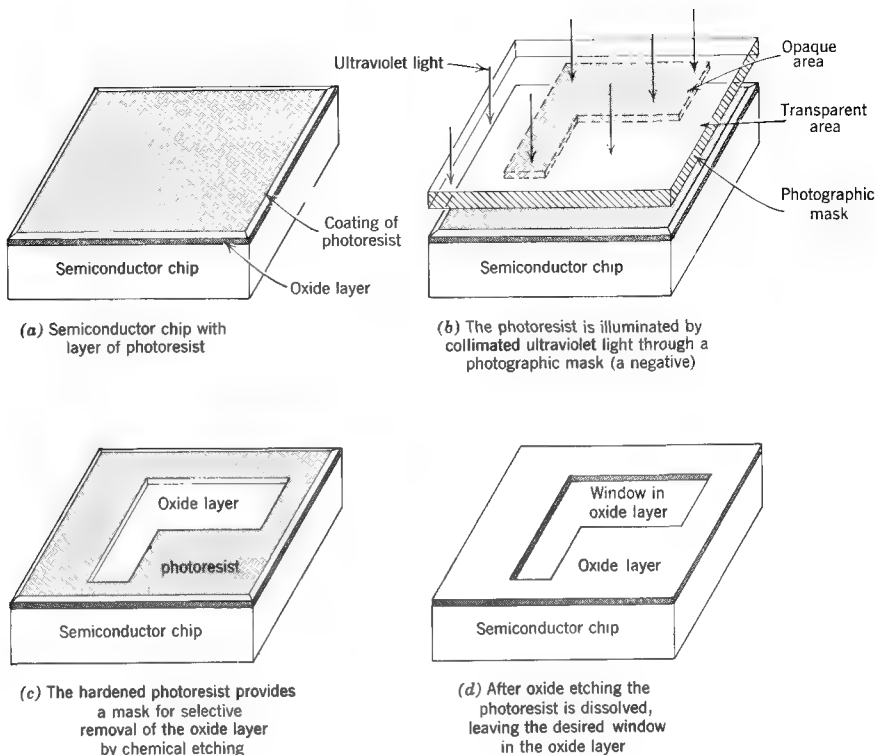 Coating of
photoresist
Semiconductor chip
Oxide layer
(a) Semiconductor chip with
layer of photoresist
Ultraviolet light
Opaque
area
Transparent
area
Photographic
mask
Semiconductor chip
(b) The photoresist is illuminated by
collimated ultraviolet light through a
photographic mask (a negative)
Oxide layer
photoresist
Semiconductor chip
(c) The hardened photoresist provides
a mask for selective
removal of the oxide layer
by chemical etching
Window in
oxide layer
Oxide layer
Semiconductor chip
(d) After oxide etching the
photoresist is dissolved,
leaving the desired window
in the oxide layer